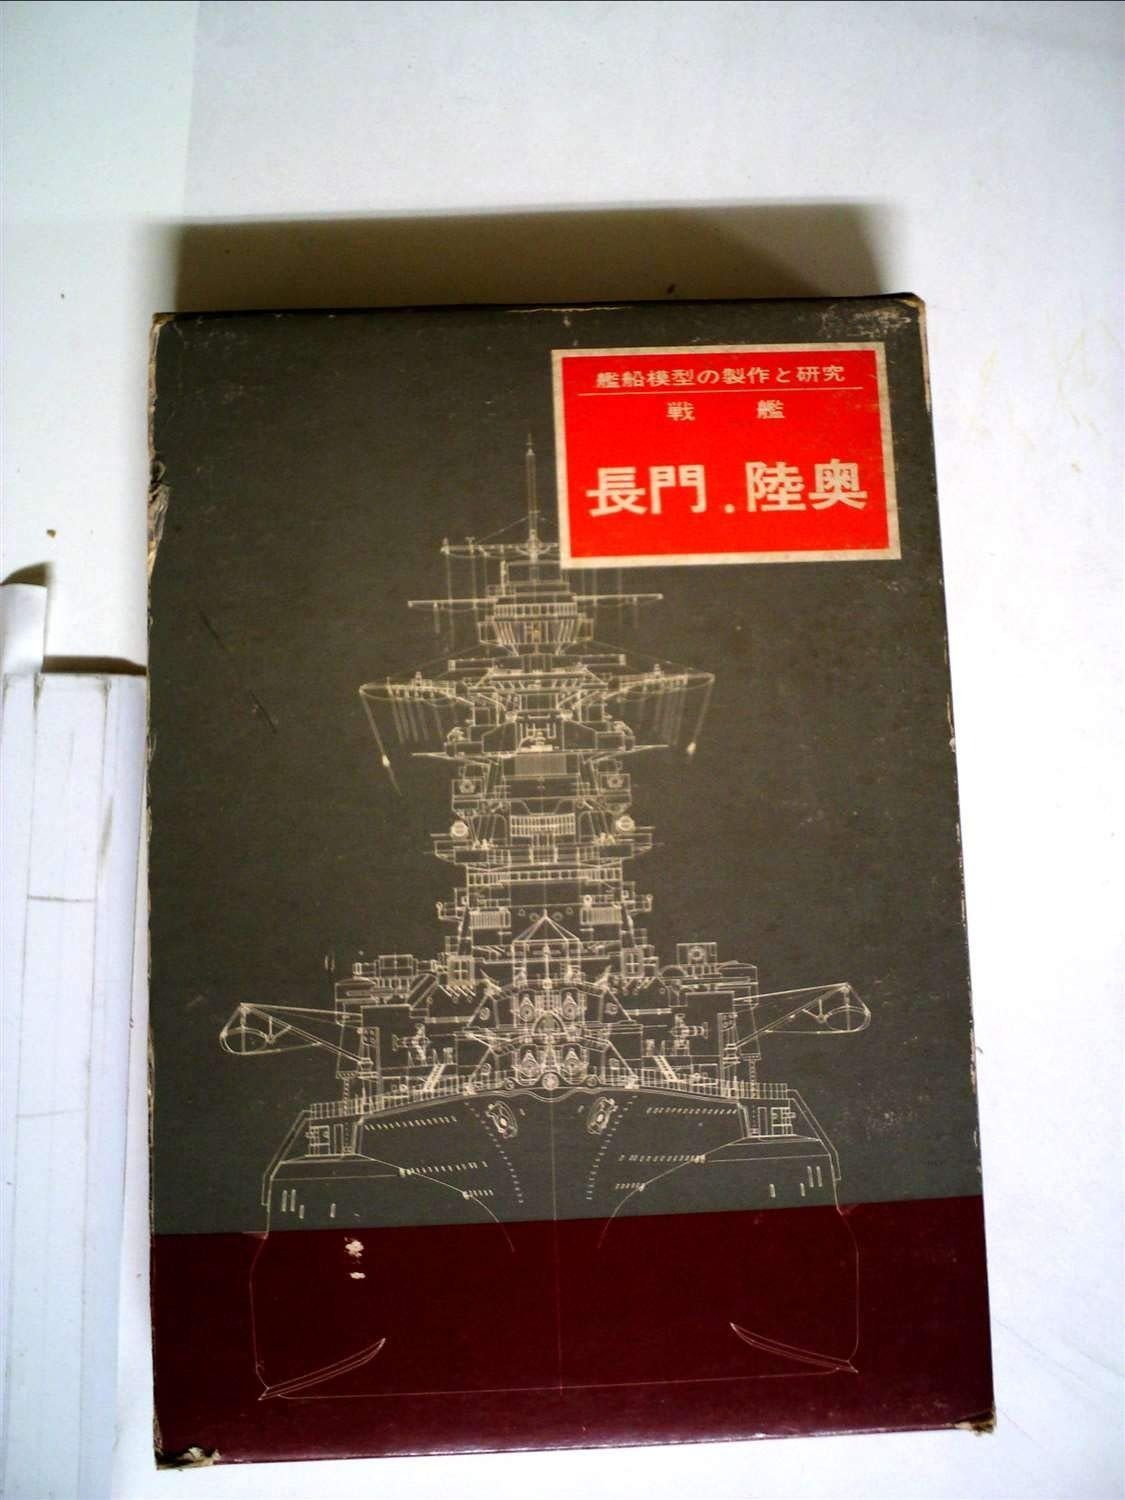 艦船模型の製作と研究
戦 艦
長門.陸奥